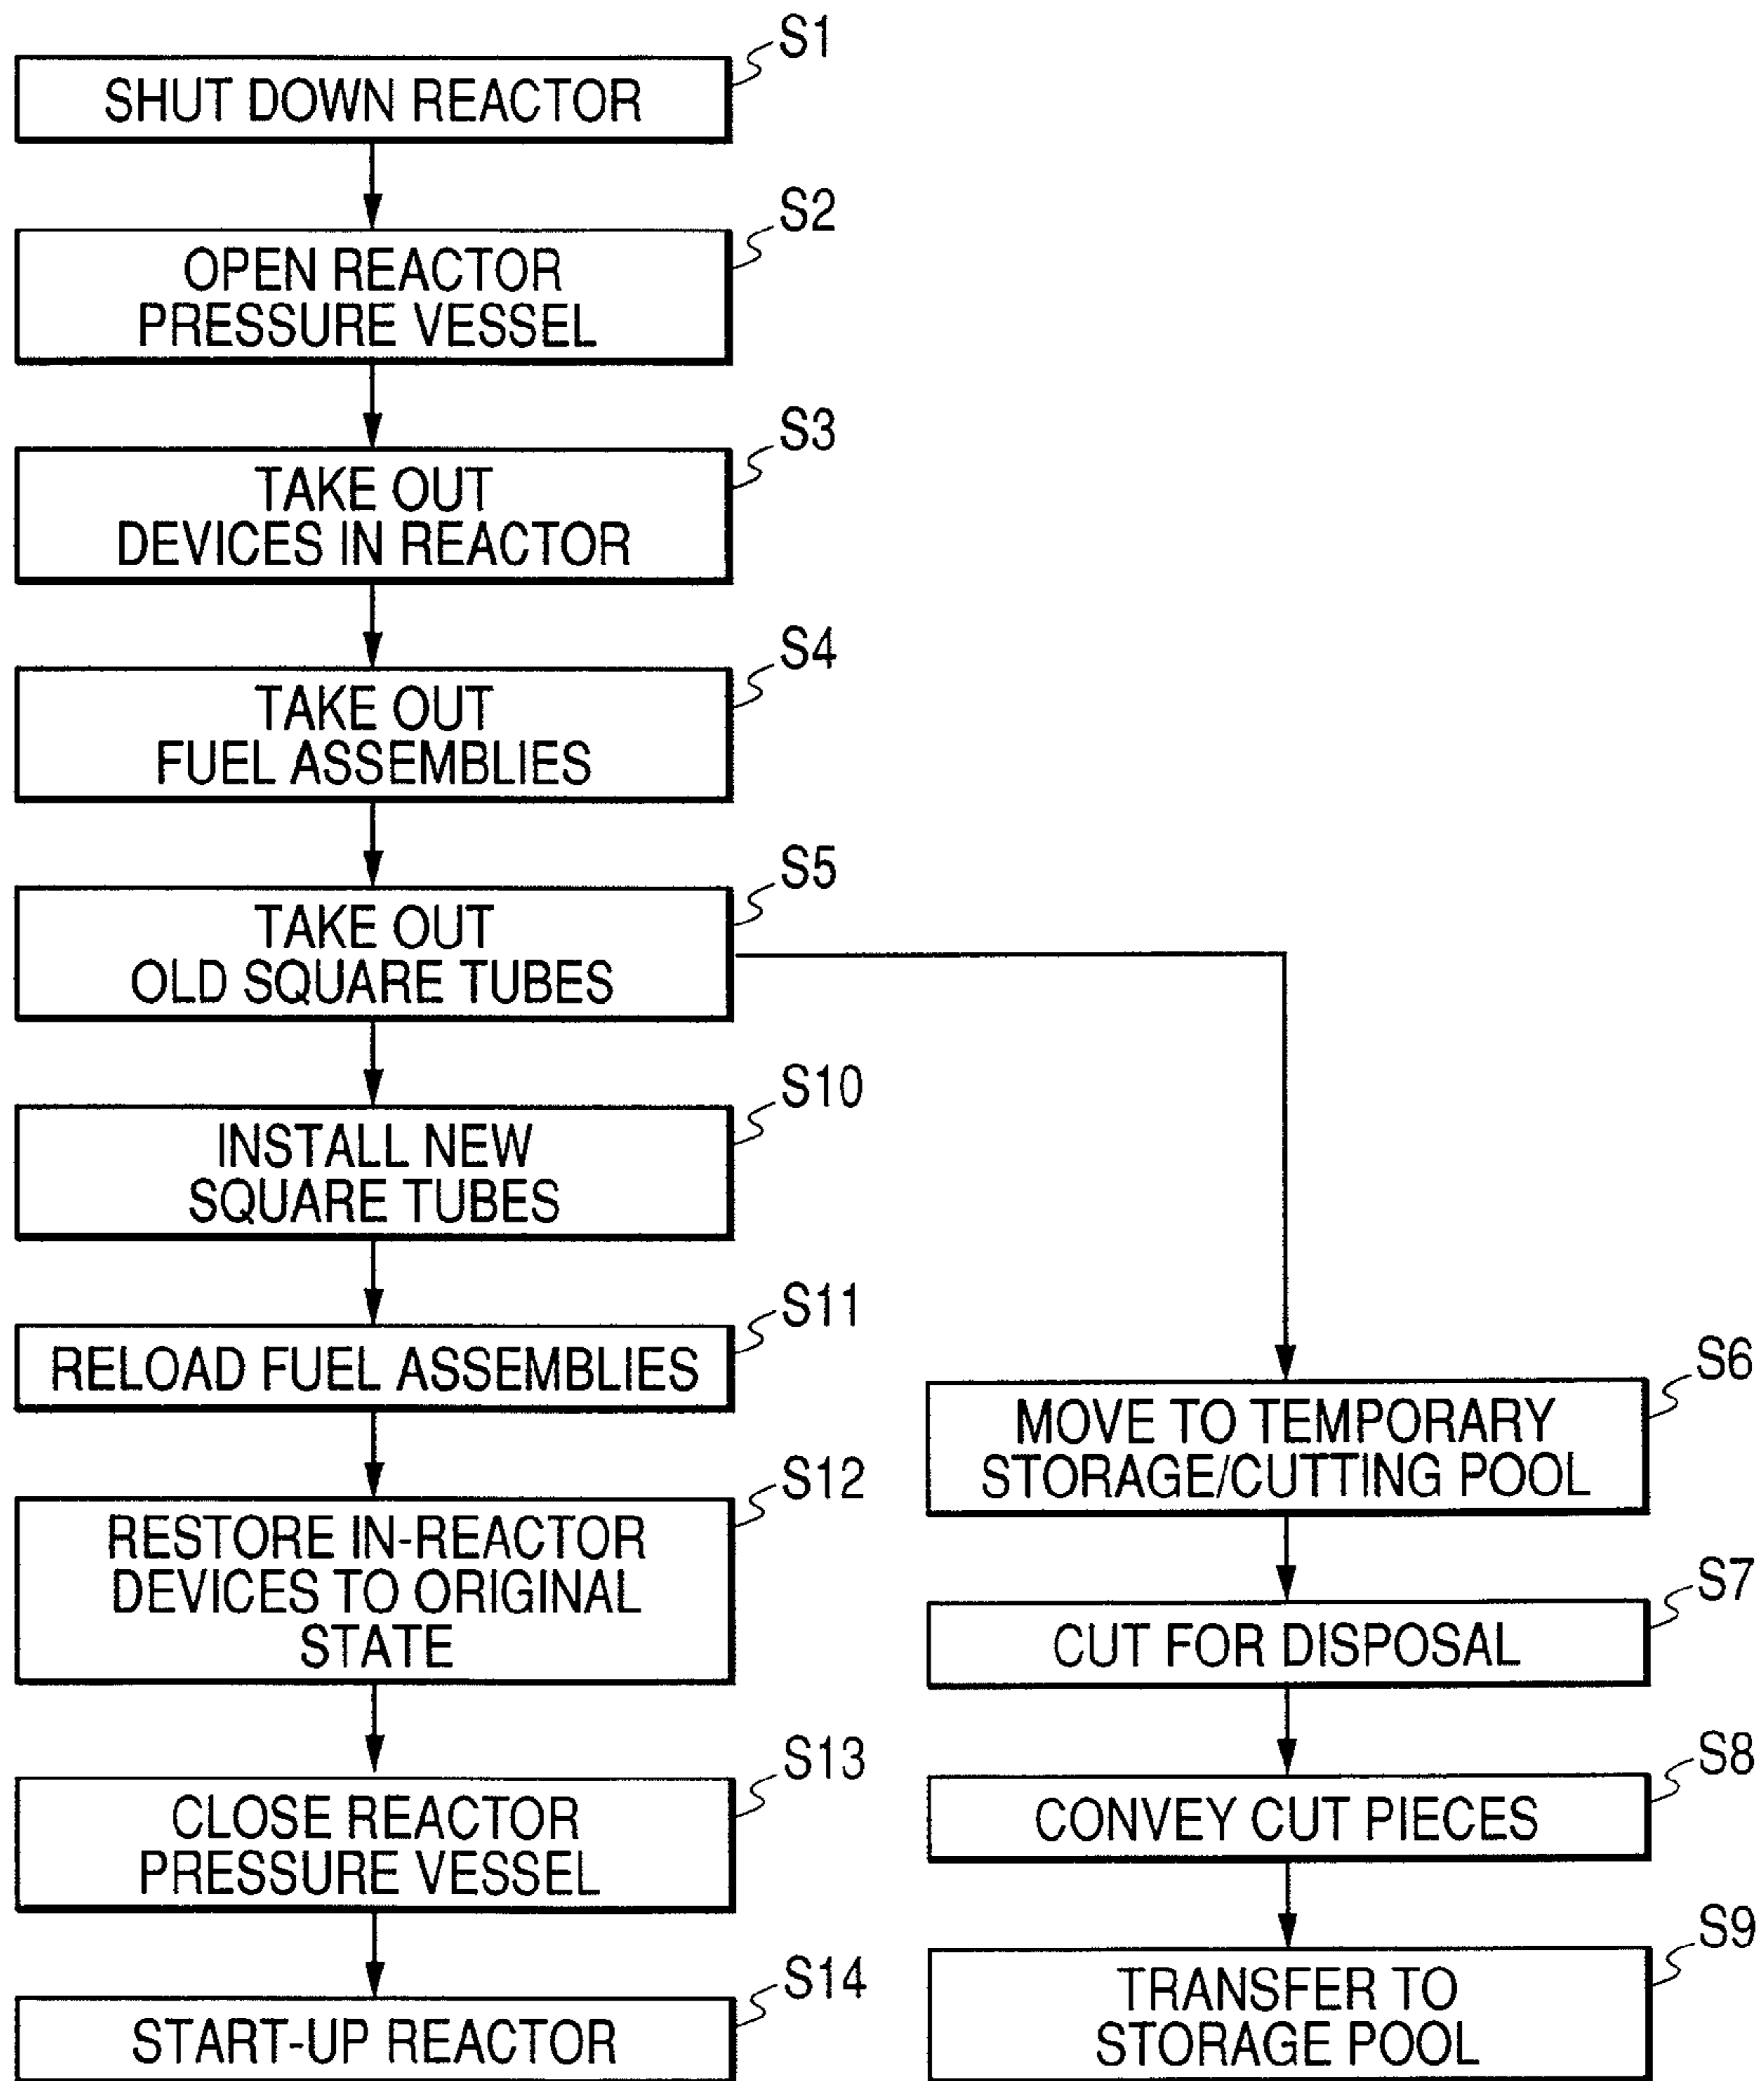 S1
SHUT DOWN REACTOR
S2
OPEN REACTOR
PRESSURE VESSEL
S3
TAKE OUT
DEVICES IN REACTOR
S4
TAKE OUT
FUEL ASSEMBLIES
S5
TAKE OUT
OLD SQUARE TUBES
S10
INSTALL NEW
SQUARE TUBES
S11
RELOAD FUEL ASSEMBLIES
S12
RESTORE IN-REACTOR
DEVICES TO ORIGINAL
STATE
S13
CLOSE REACTOR
PRESSURE VESSEL
S14
START-UP REACTOR
S6
MOVE TO TEMPORARY
STORAGE/CUTTING POOL
S7
CUT FOR DISPOSAL
S8
CONVEY CUT PIECES
S9
TRANSFER TO
STORAGE POOL